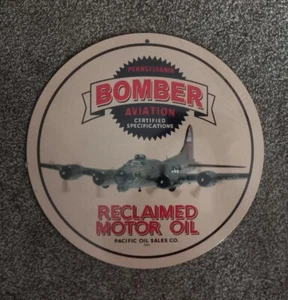 PENNSYLVANIA
BOMBER
AVIATION
CERTIFIED
SPECIFICATIONS
RECLAIMED
MOTOR OIL
PACIFIC OIL SALES CO.